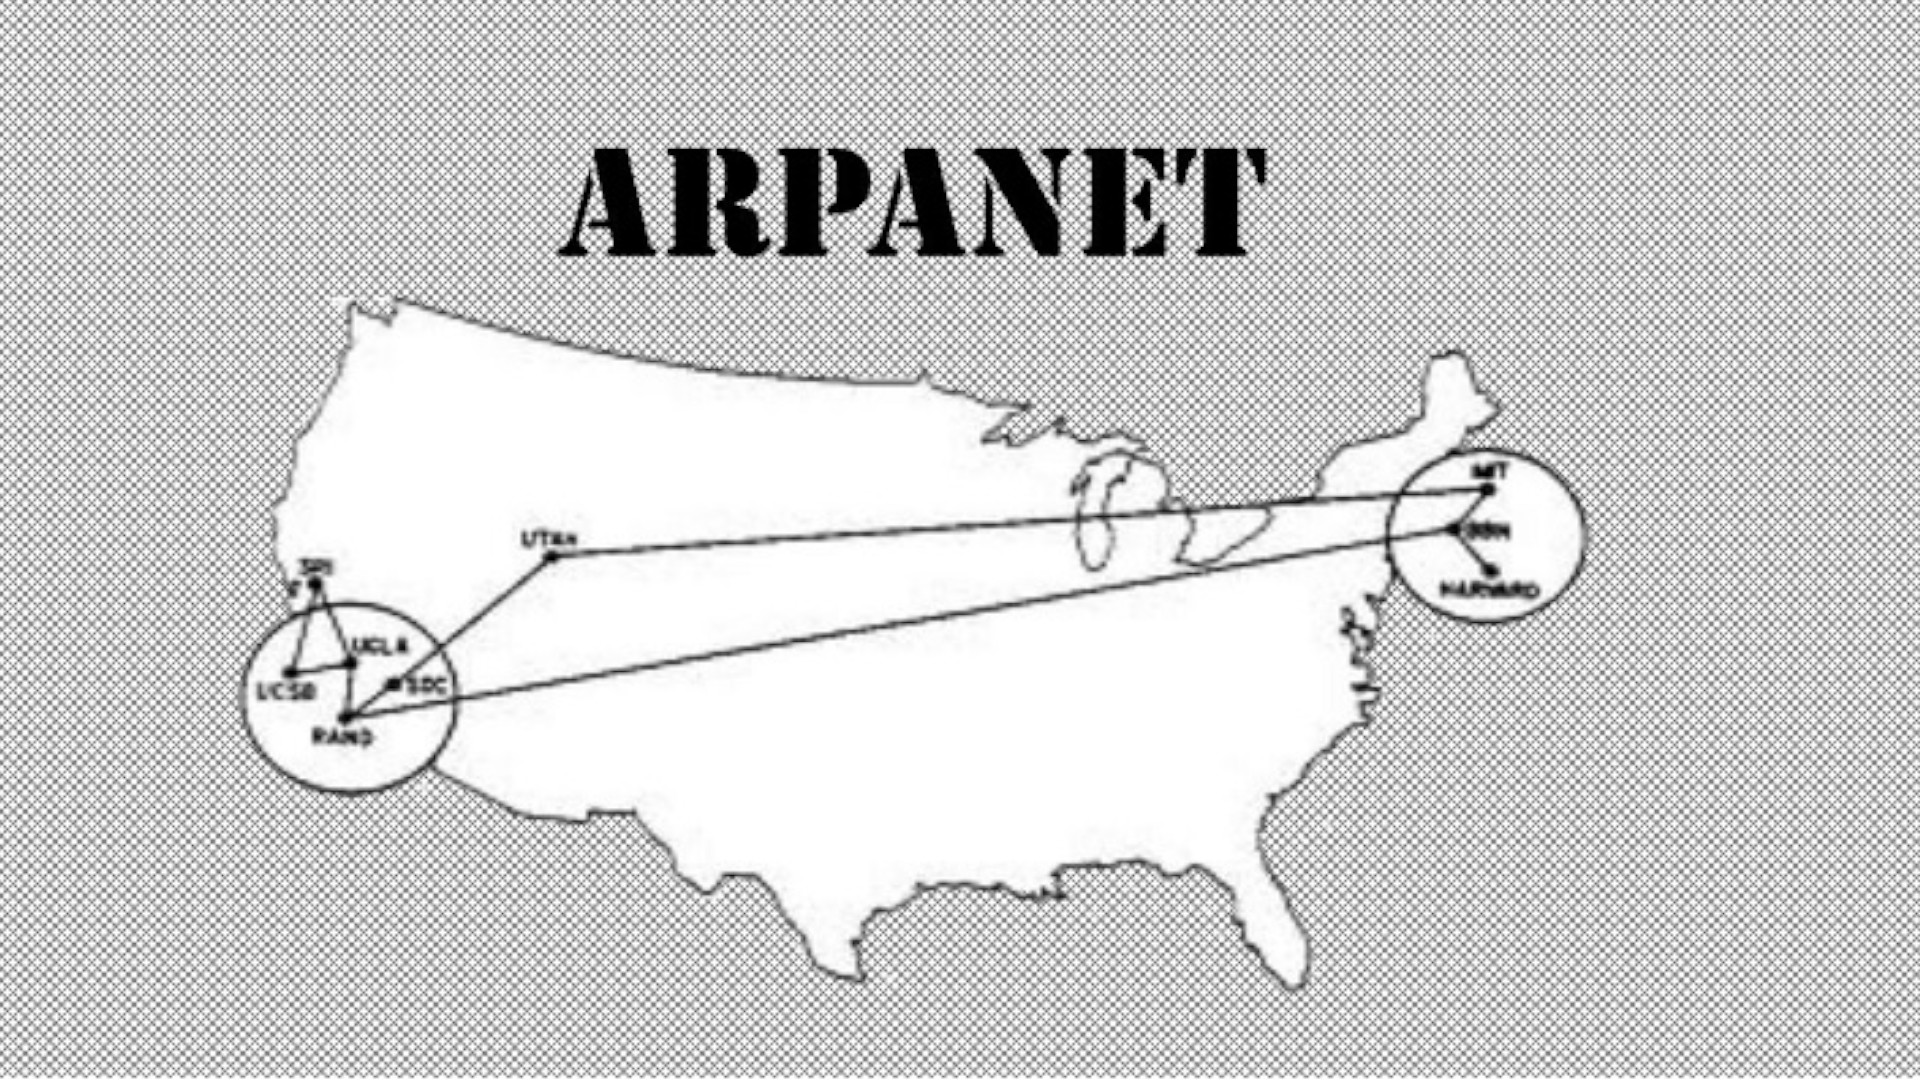 ARPANET
MIT
BBN
HARVARD
UTAH
SRI
UCLA
UCSB
SDC
RAND